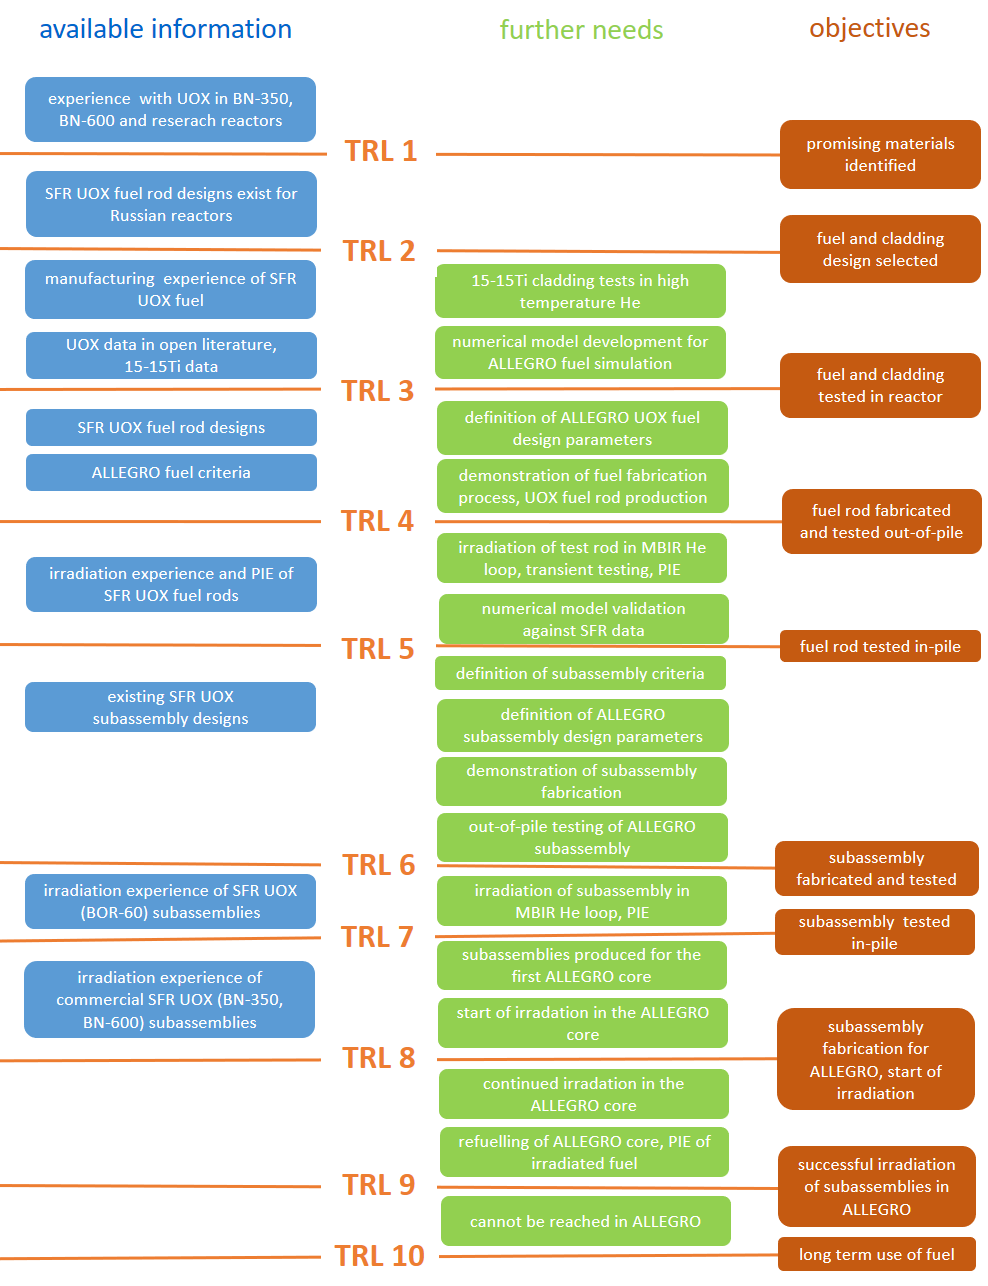 available information
further needs
objectives
experience with UOX in BN-350,
BN-600 and reserach reactors
TRL 1
promising materials
identified
SFR UOX fuel rod designs exist for
Russian reactors
TRL 2
fuel and cladding
design selected
manufacturing experience of SFR
UOX fuel
15-15Ti cladding tests in high
temperature He
UOX data in open literature,
15-15Ti data
numerical model development for
ALLEGRO fuel simulation
TRL 3
fuel and cladding
tested in reactor
SFR UOX fuel rod designs
definition of ALLEGRO UOX fuel
design parameters
ALLEGRO fuel criteria
demonstration of fuel fabrication
process, UOX fuel rod production
TRL 4
fuel rod fabricated
and tested out-of-pile
irradiation experience and PIE of
SFR UOX fuel rods
irradiation of test rod in MBIR He
loop, transient testing, PIE
numerical model validation
against SFR data
TRL 5
fuel rod tested in-pile
existing SFR UOX
subassembly designs
definition of subassembly criteria
definition of ALLEGRO
subassembly design parameters
demonstration of subassembly
fabrication
out-of-pile testing of ALLEGRO
subassembly
TRL 6
subassembly
fabricated and tested
irradiation experience of SFR UOX
(BOR-60) subassemblies
irradiation of subassembly in
MBIR He loop, PIE
TRL 7
subassembly tested
in-pile
irradiation experience of
commercial SFR UOX (BN-350,
BN-600) subassemblies
subassemblies produced for the
first ALLEGRO core
start of irradation in the ALLEGRO
core
TRL 8
subassembly
fabrication for
ALLEGRO, start of
irradiation
continued irradation in the
ALLEGRO core
refuelling of ALLEGRO core, PIE of
irradiated fuel
TRL 9
successful irradiation
of subassemblies in
ALLEGRO
cannot be reached in ALLEGRO
TRL 10
long term use of fuel